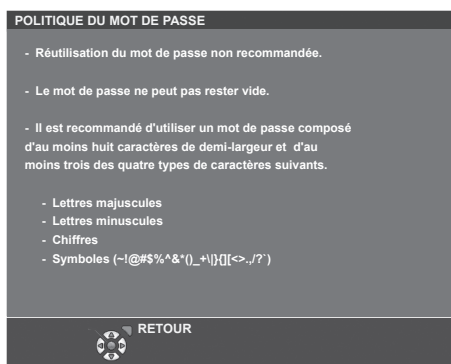 POLITIQUE DU MOT DE PASSE
- Réutilisation du mot de passe non recommandée.
- Le mot de passe ne peut pas rester vide.
- Il est recommandé d'utiliser un mot de passe composé
d'au moins huit caractères de demi-largeur et d'au
moins trois des quatre types de caractères suivants.
- Lettres majuscules
- Lettres minuscules
- Chiffres
- Symboles (~!@#$%^&*()_+\|}{][<>.,/?`)
RETOUR